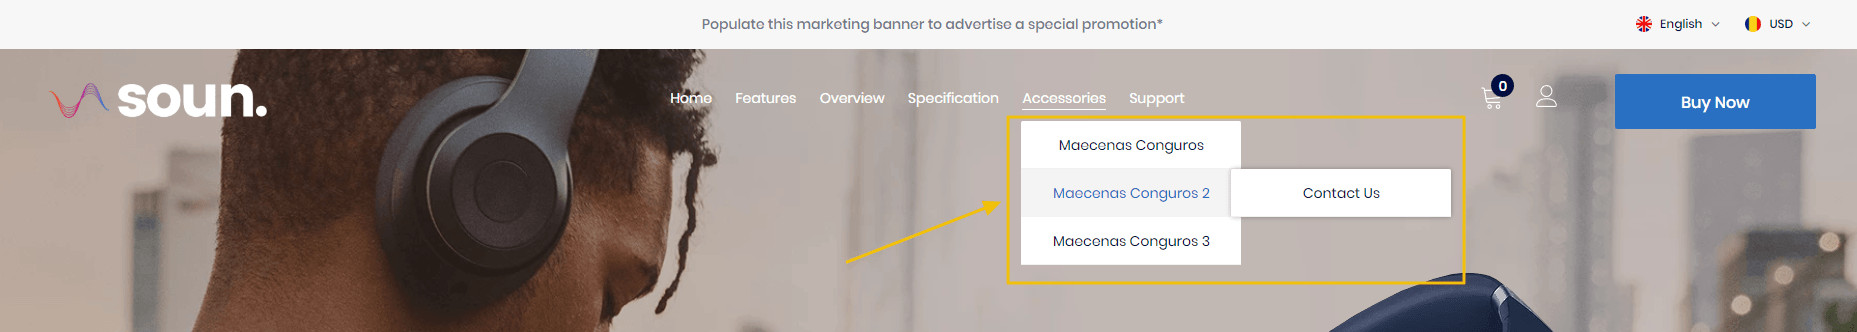 Populate this marketing banner to advertise a special promotion*
English
USD
soun.
Home Features Overview Specification Accessories Support
0
Buy Now
Maecenas Conguros
Maecenas Conguros 2
Contact Us
Maecenas Conguros 3